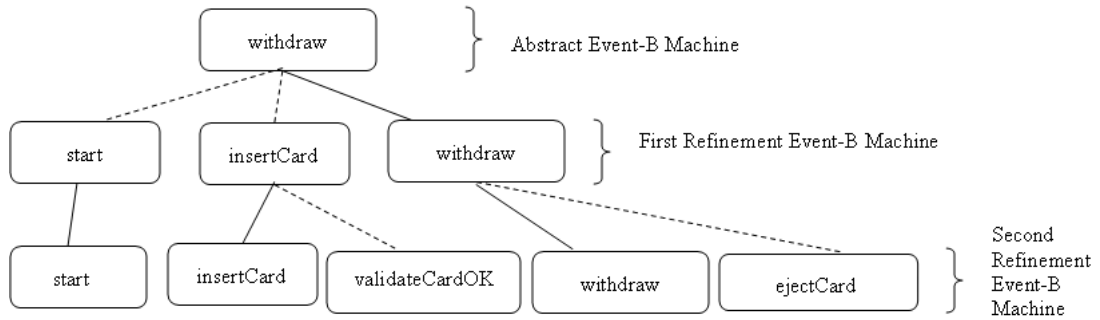 withdraw
Abstract Event-B Machine
start
insertCard
withdraw
First Refinement Event-B Machine
start
insertCard
validateCardOK
withdraw
ejectCard
Second
Refinement
Event-B
Machine